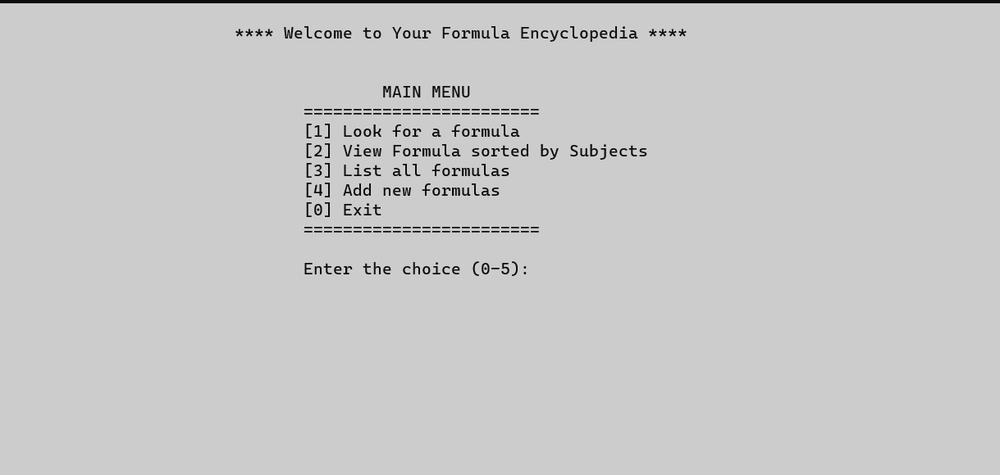 **** Welcome to Your Formula Encyclopedia ****
MAIN MENU
========================
[1] Look for a formula
[2] View Formula sorted by Subjects
[3] List all formulas
[4] Add new formulas
[0] Exit
========================
Enter the choice (0-5):